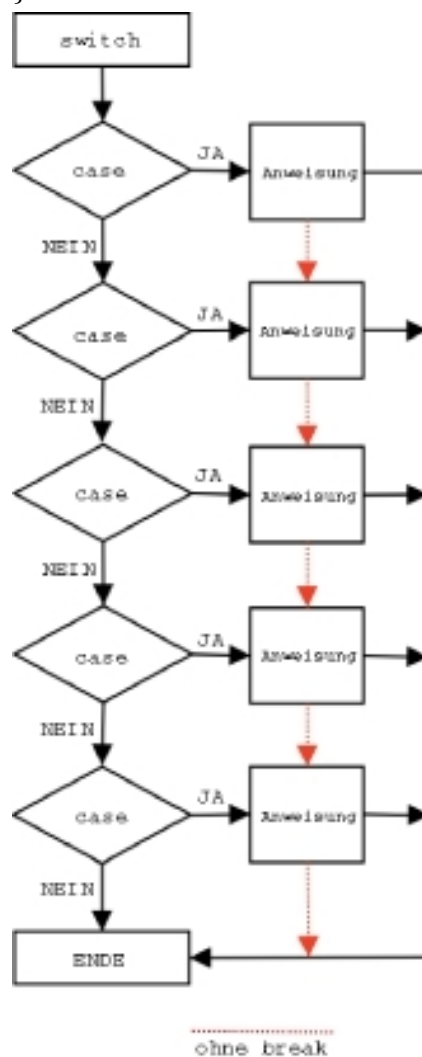 switch
case
JA
Anweisung
NEIN
case
JA
Anweisung
NEIN
case
JA
Anweisung
NEIN
case
JA
Anweisung
NEIN
case
JA
Anweisung
NEIN
ENDE
ohne break